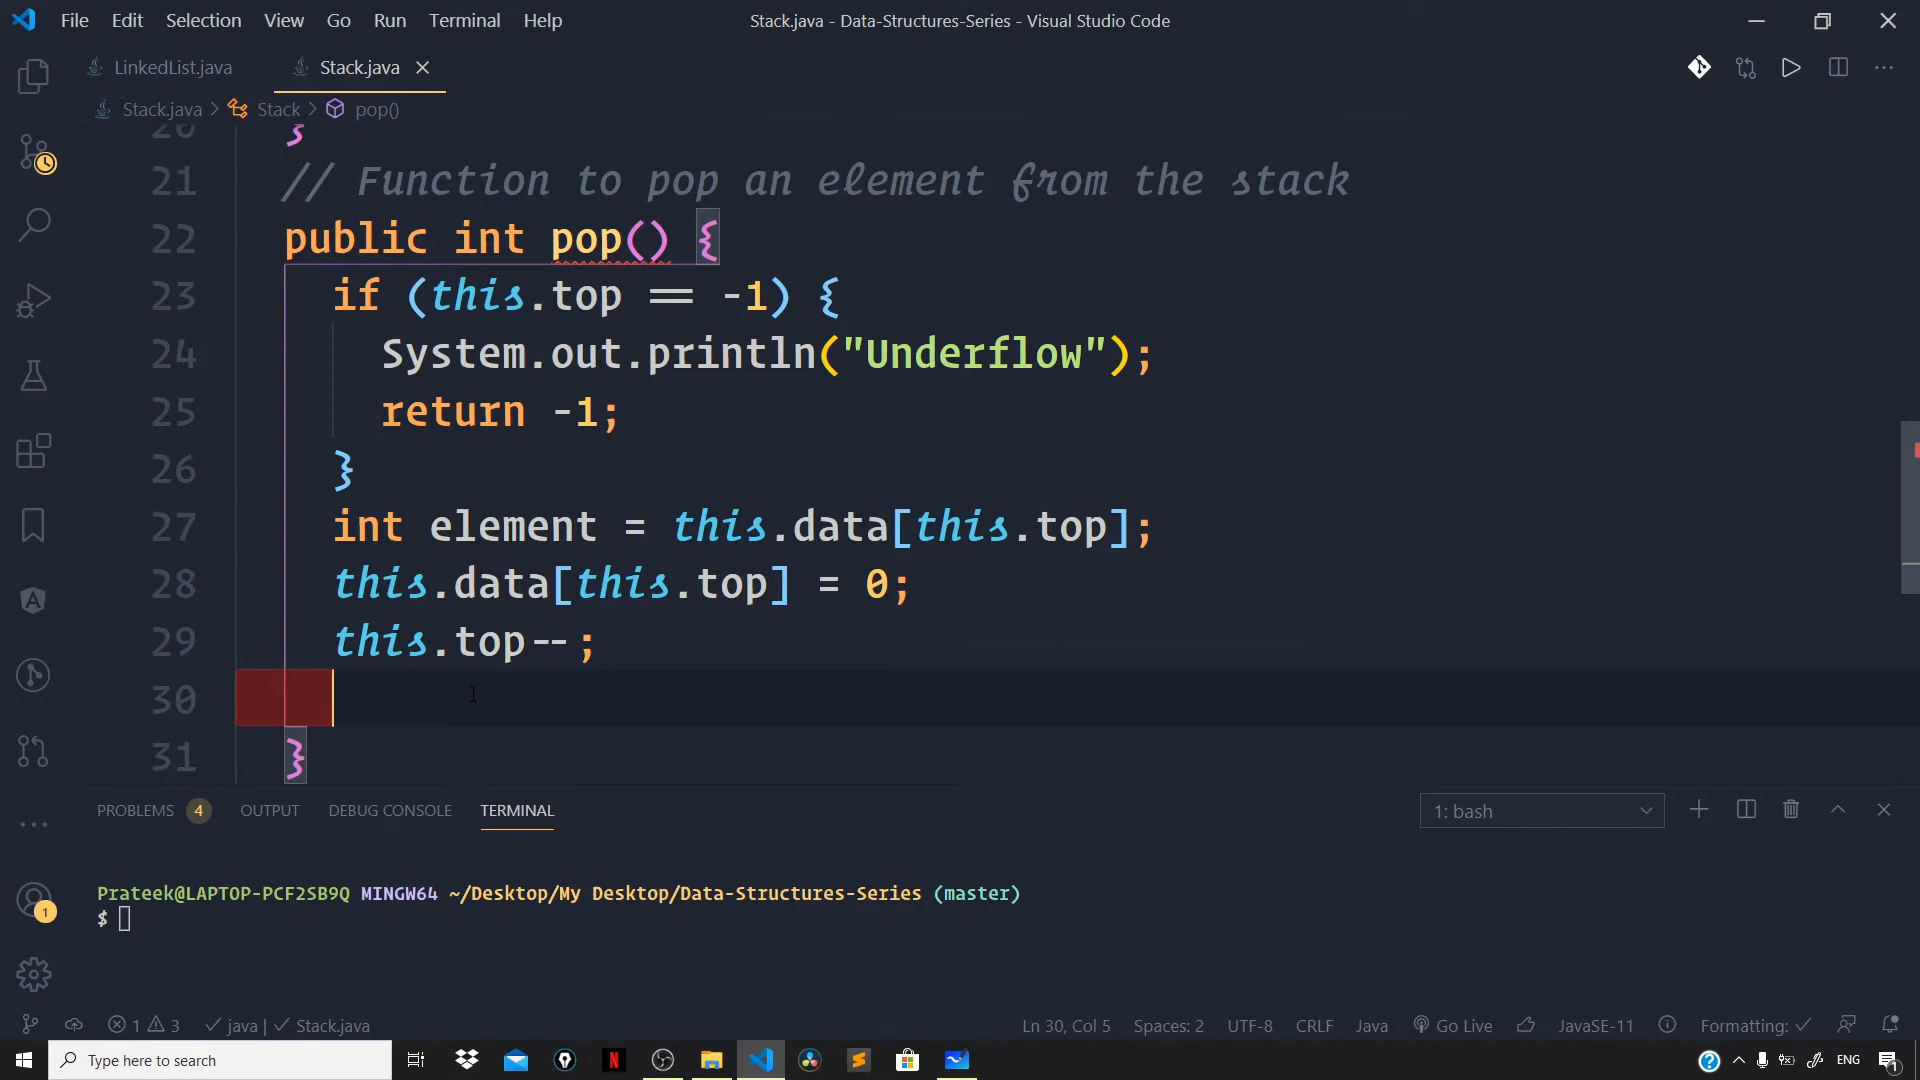 File Edit Selection View Go Run Terminal Help
Stack.java - Data-Structures-Series - Visual Studio Code
LinkedList.java
Stack.java
Stack.java > Stack > pop()
20 }
21 // Function to pop an element from the stack
22 public int pop() {
23 if (this.top == -1) {
24 System.out.println("Underflow");
25 return -1;
26 }
27 int element = this.data[this.top];
28 this.data[this.top] = 0;
29 this.top--;
30
31 }
PROBLEMS 4 OUTPUT DEBUG CONSOLE TERMINAL
1: bash
Prateek@LAPTOP-PCF2SB9Q MINGW64 ~/Desktop/My Desktop/Data-Structures-Series (master)
$
1
1 3 java | Stack.java
Ln 30, Col 5 Spaces: 2 UTF-8 CRLF Java Go Live JavaSE-11 Formatting:
Type here to search
N
ENG
1